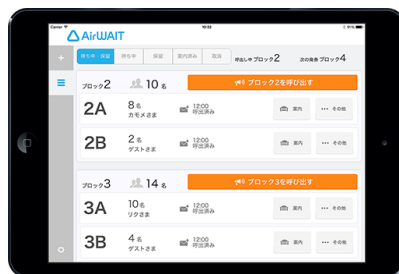 Carrier 10:12
AirWAIT
待ち中・保留 待ち中 保留 案内済み 取消 呼出し中 ブロック2 次の発券 ブロック4
ブロック2 10名 ブロック2を呼び出す
2A 8名 カモメさま 12:00 呼出済み 案内 ••• その他
2B 2名 ゲストさま 12:00 呼出済み 案内 ••• その他
ブロック3 14名 ブロック3を呼び出す
3A 10名 リクさま 12:00 呼出済み 案内 ••• その他
3B 4名 ゲストさま 12:00 呼出済み 案内 ••• その他